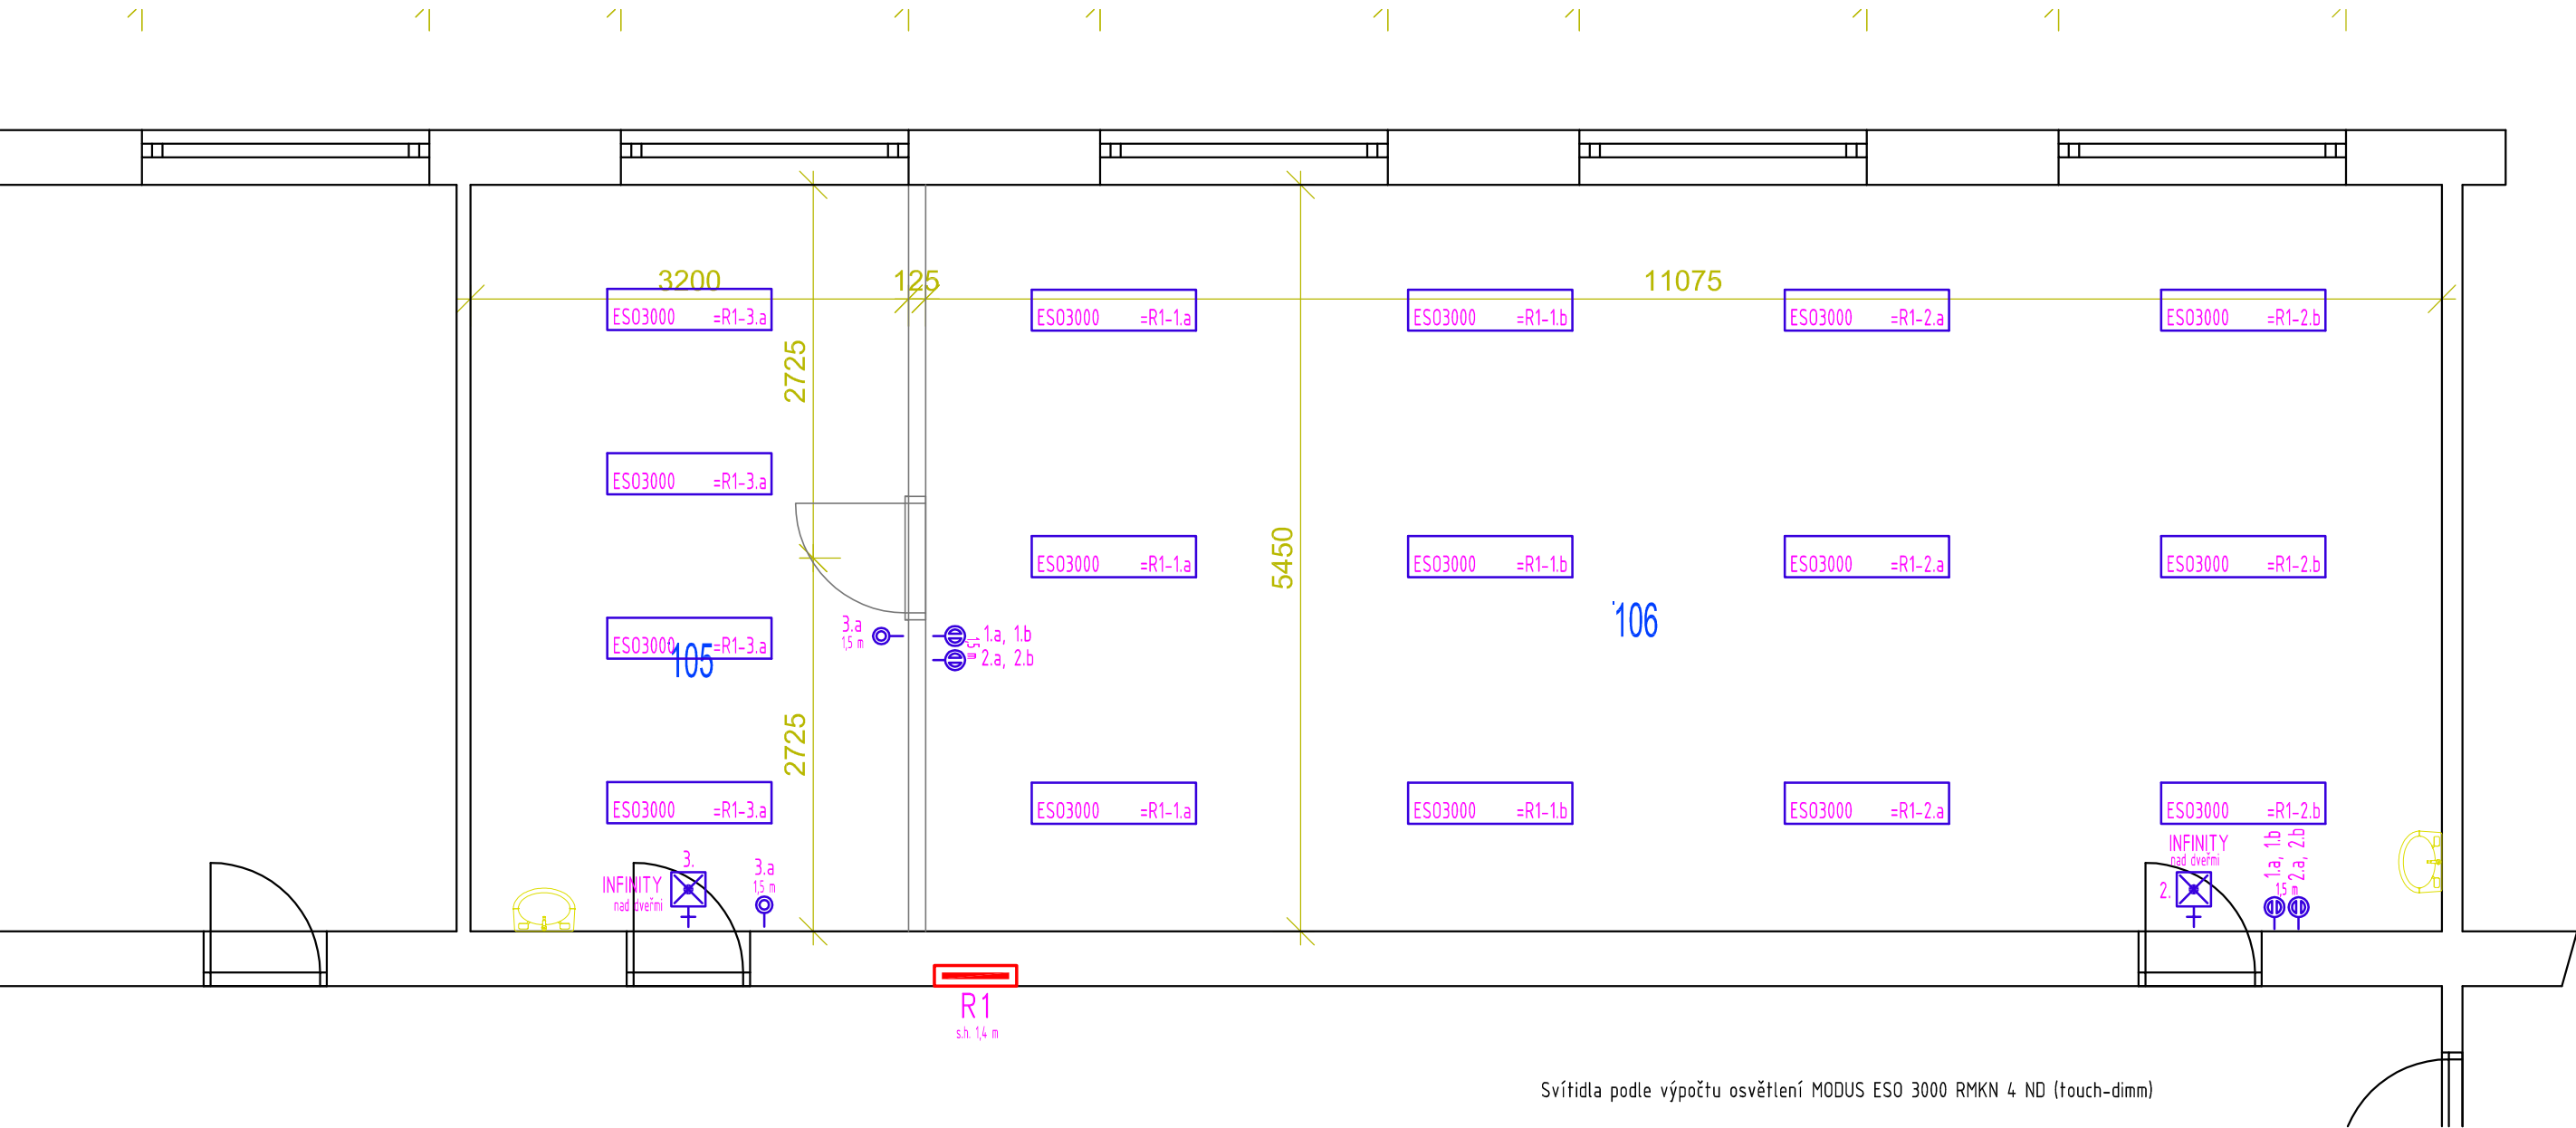 3200
125
11075
ESO3000 =R1-3.a
ESO3000 =R1-1.a
ESO3000 =R1-1.b
ESO3000 =R1-2.a
ESO3000 =R1-2.b
2725
ESO3000 =R1-3.a
5450
ESO3000 =R1-1.a
ESO3000 =R1-1.b
ESO3000 =R1-2.a
ESO3000 =R1-2.b
ESO3000 =R1-3.a
105
3.a
1,5 m
1.a, 1.b
2.a, 2.b
1,5 m
106
2725
ESO3000 =R1-3.a
ESO3000 =R1-1.a
ESO3000 =R1-1.b
ESO3000 =R1-2.a
ESO3000 =R1-2.b
3.
INFINITY
nad dveřmi
3.a
1,5 m
INFINITY
nad dveřmi
2.
1.a, 1.b
2.a, 2.b
1,5 m
R1
s.h. 1,4 m
Svítidla podle výpočtu osvětlení MODUS ESO 3000 RMKN 4 ND (touch-dimm)